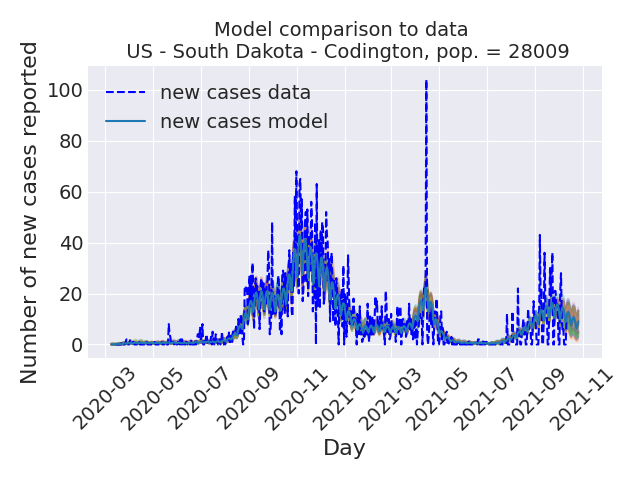 Model comparison to data
US - South Dakota - Codington, pop. = 28009
Number of new cases reported
new cases data
new cases model
100
80
60
40
20
0
2020-03
2020-05
2020-07
2020-09
2020-11
2021-01
2021-03
2021-05
2021-07
2021-09
2021-11
Day